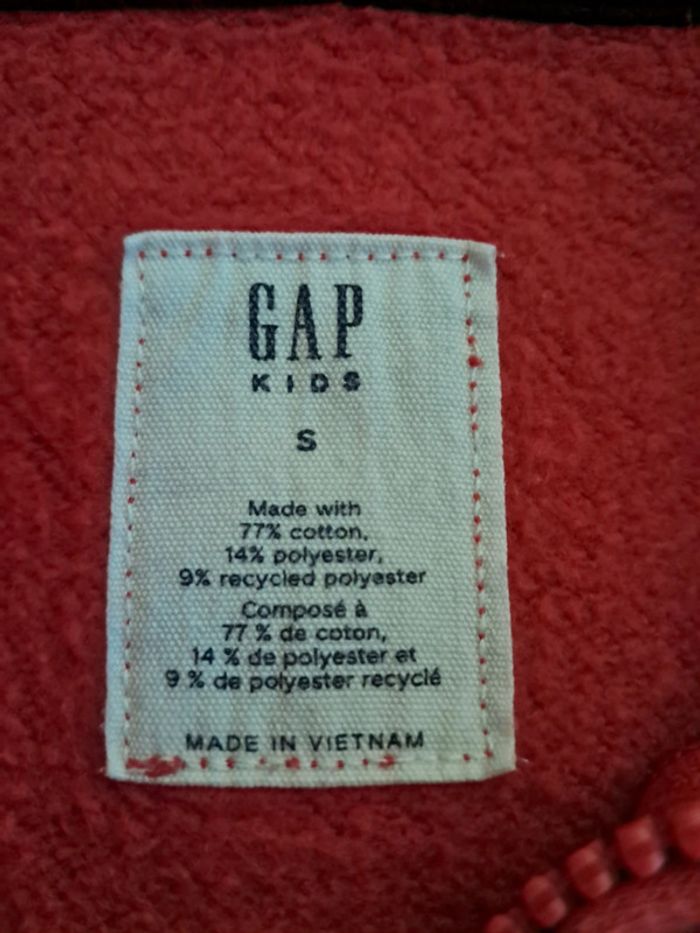 GAP
KIDS
S
Made with
77% cotton,
14% polyester,
9% recycled polyester
Composé à
77 % de coton,
14 % de polyester et
9 % de polyester recyclé
MADE IN VIETNAM